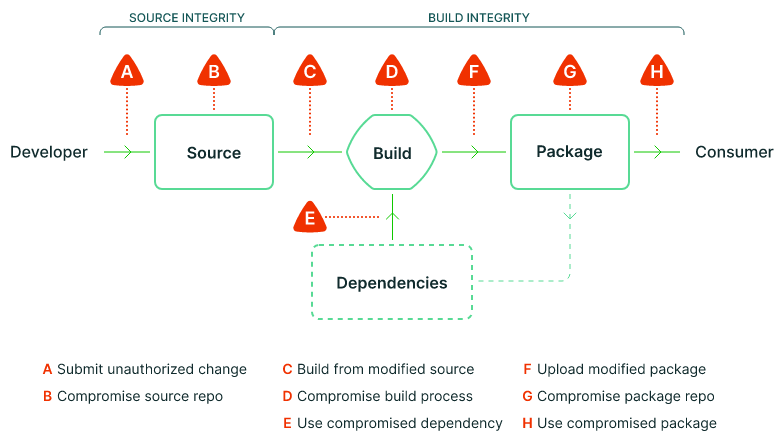 SOURCE INTEGRITY
BUILD INTEGRITY
A
B
C
D
F
G
H
Developer
Source
Build
Package
Consumer
E
Dependencies
A Submit unauthorized change
B Compromise source repo
C Build from modified source
D Compromise build process
E Use compromised dependency
F Upload modified package
G Compromise package repo
H Use compromised package